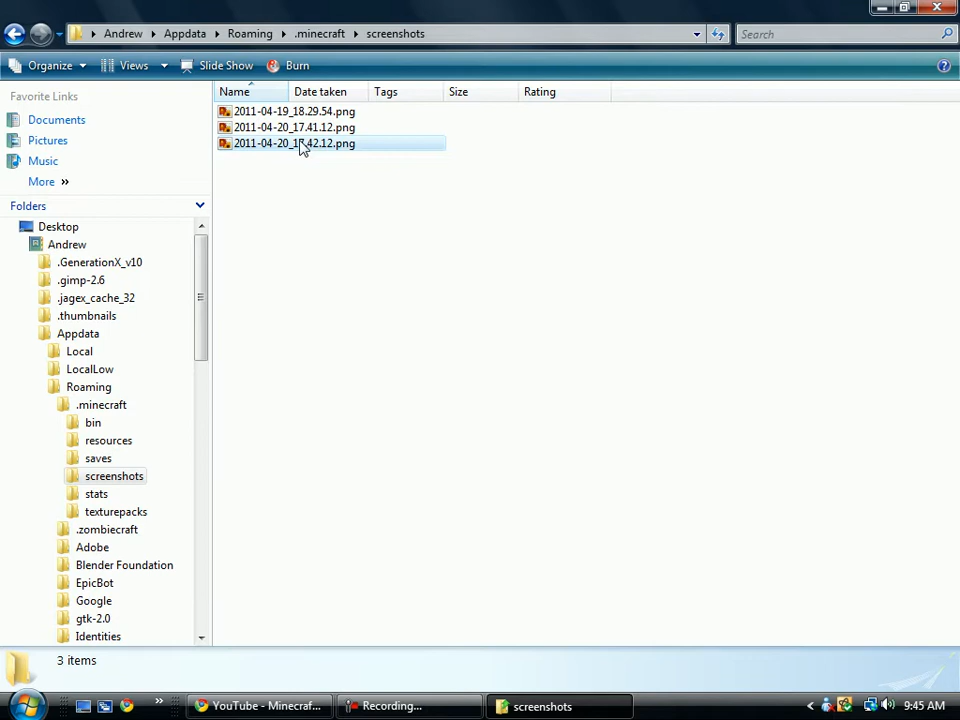 Andrew Appdata Roaming .minecraft screenshots Search
Organize Views Slide Show Burn
Favorite Links
Documents
Pictures
Music
More »
Folders
Desktop
Andrew
.GenerationX_v10
.gimp-2.6
.jagex_cache_32
.thumbnails
Appdata
Local
LocalLow
Roaming
.minecraft
bin
resources
saves
screenshots
stats
texturepacks
.zombiecraft
Adobe
Blender Foundation
EpicBot
Google
gtk-2.0
Identities
Name Date taken Tags Size Rating
2011-04-19_18.29.54.png
2011-04-20_17.41.12.png
2011-04-20_17.42.12.png
3 items
» YouTube - Minecraf... Recording... screenshots 9:45 AM